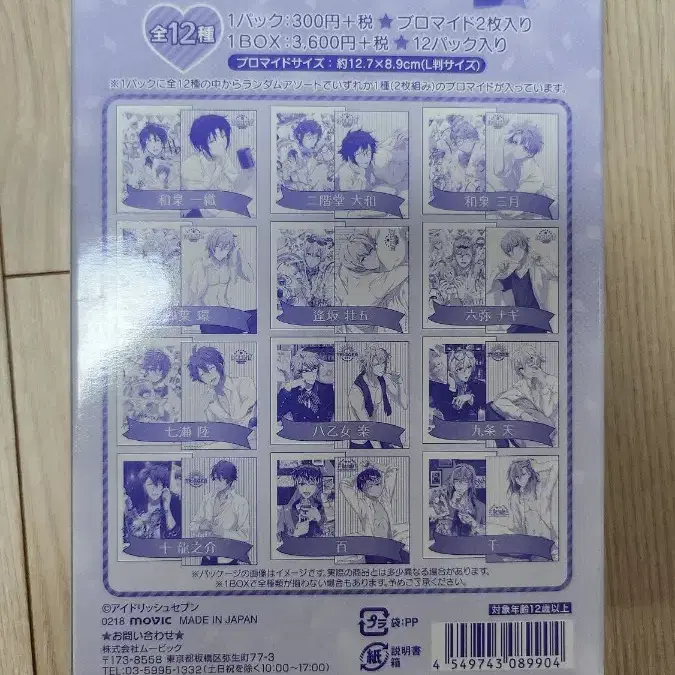 全12種
1パック:300円+税 ★ ブロマイド2枚入り
1BOX:3,600円+税 ★ 12パック入り
ブロマイドサイズ:約12.7×8.9cm(L判サイズ)
※1パックに全12種の中からランダムアソートでいずれか1種(2枚組み)のブロマイドが入っています。
和泉 一織
二階堂 大和
和泉 三月
葉 環
逢坂 壮五
六弥 ナギ
七瀬 陸
八乙女 楽
九条 天
十 龍之介
百
千
※パッケージの画像はイメージです。実際の商品とは多少異なる場合があります。
※1BOXで全種類が揃わない場合もあります。予めご了承ください。
©アイドリッシュセブン
0218 movic MADE IN JAPAN
★お問い合わせ★
株式会社ムービック
〒173-8558 東京都板橋区弥生町77-3
TEL:03-5995-1332(祝日を除く月~金 10:00~17:00)
プラ 袋:PP
紙 説明書 箱
対象年齢12歳以上
4 549743 089904